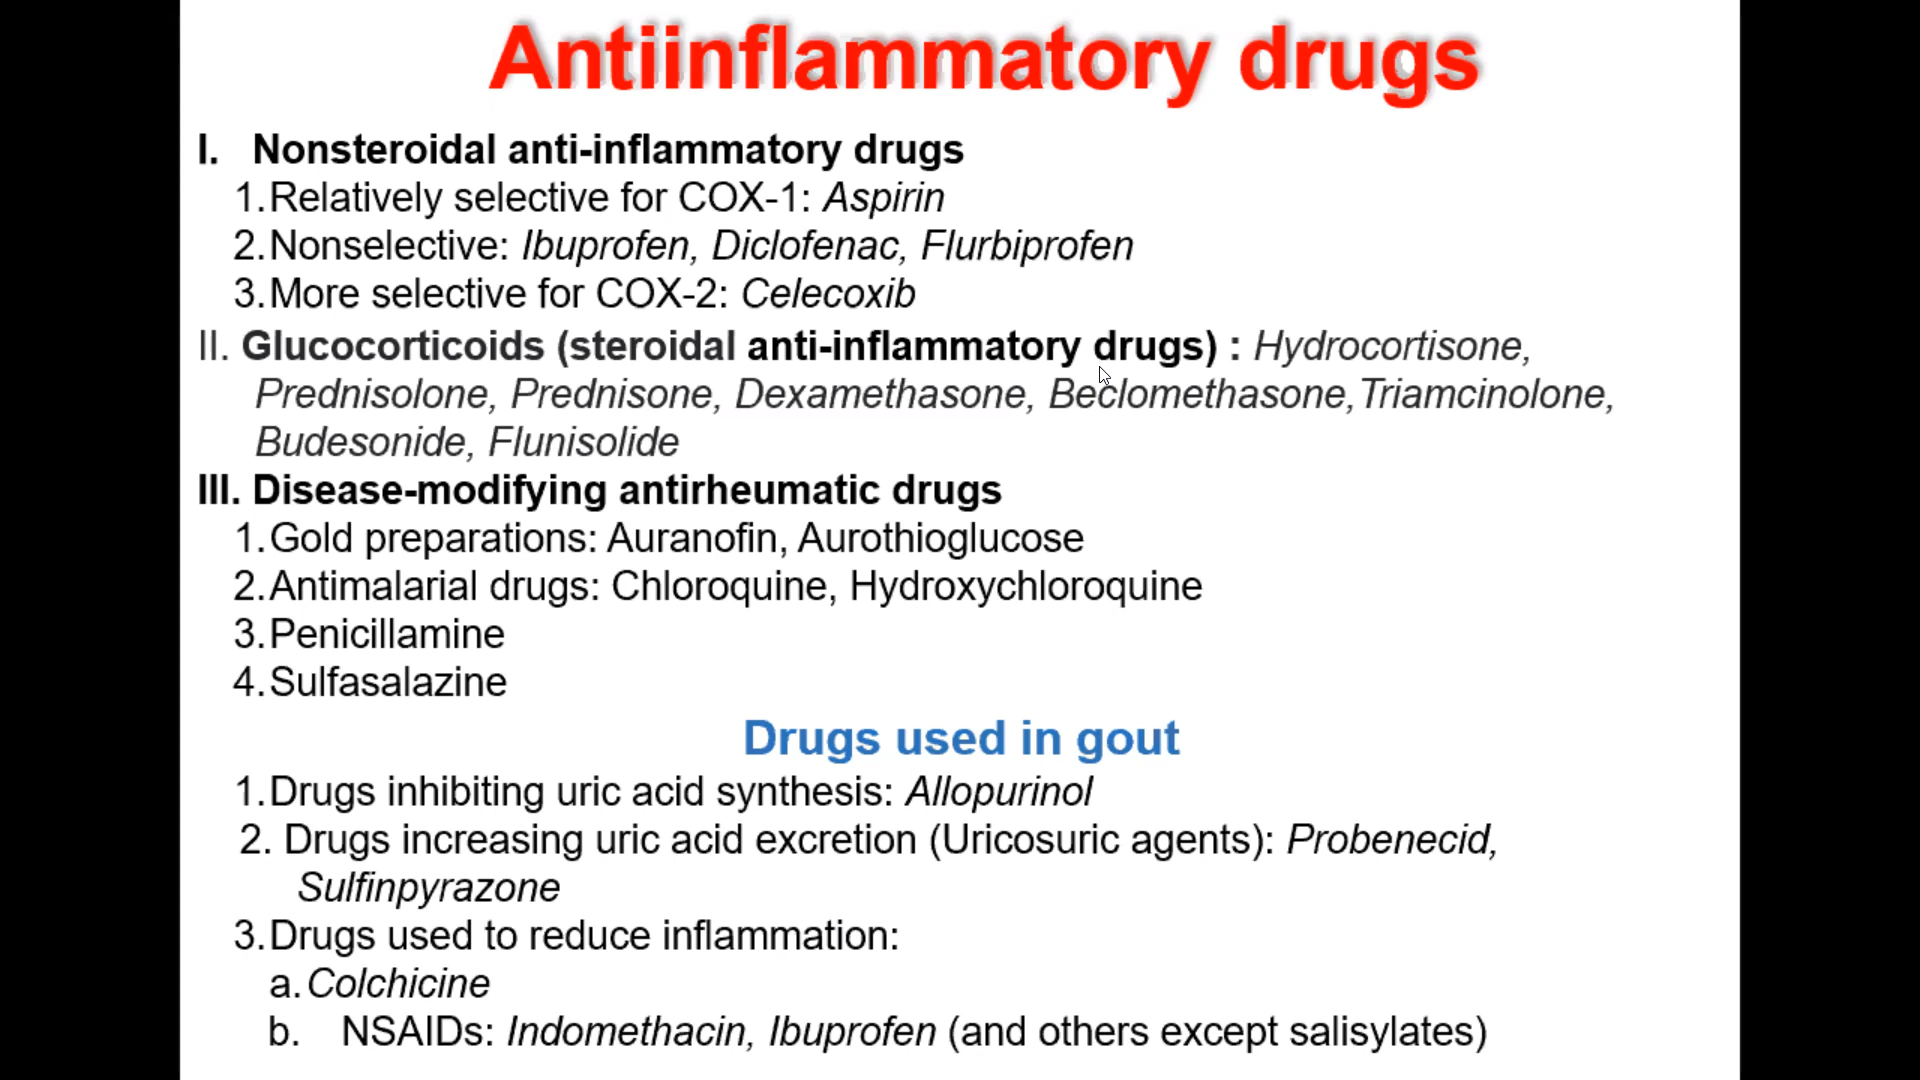 Antiinflammatory drugs
I. Nonsteroidal anti-inflammatory drugs
1.Relatively selective for COX-1: Aspirin
2.Nonselective: Ibuprofen, Diclofenac, Flurbiprofen
3.More selective for COX-2: Celecoxib
II. Glucocorticoids (steroidal anti-inflammatory drugs) : Hydrocortisone,
Prednisolone, Prednisone, Dexamethasone, Beclomethasone,Triamcinolone,
Budesonide, Flunisolide
III. Disease-modifying antirheumatic drugs
1.Gold preparations: Auranofin, Aurothioglucose
2.Antimalarial drugs: Chloroquine, Hydroxychloroquine
3.Penicillamine
4.Sulfasalazine
Drugs used in gout
1.Drugs inhibiting uric acid synthesis: Allopurinol
2. Drugs increasing uric acid excretion (Uricosuric agents): Probenecid,
Sulfinpyrazone
3.Drugs used to reduce inflammation:
a.Colchicine
b. NSAIDs: Indomethacin, Ibuprofen (and others except salisylates)